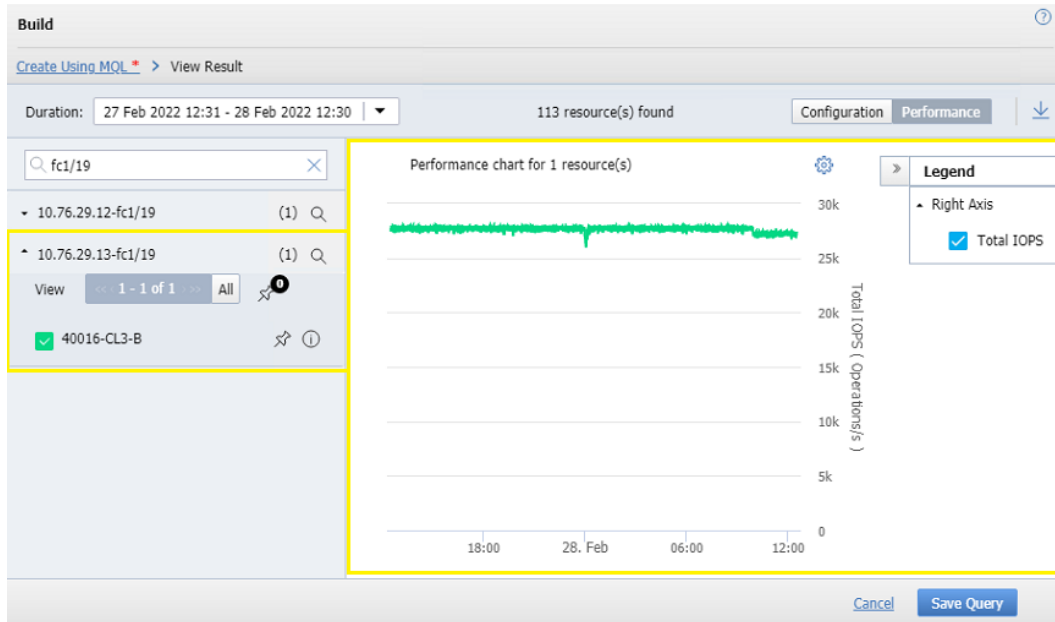 Build
Create Using MQL * > View Result
Duration: 27 Feb 2022 12:31 - 28 Feb 2022 12:30
113 resource(s) found
Configuration Performance
fc1/19
10.76.29.12-fc1/19 (1)
10.76.29.13-fc1/19 (1)
View << < 1 - 1 of 1 > >> All 0
40016-CL3-B
Performance chart for 1 resource(s)
30k
25k
20k
15k
10k
5k
0
Total IOPS ( Operations/s )
18:00 28. Feb 06:00 12:00
» Legend
Right Axis
Total IOPS
Cancel Save Query